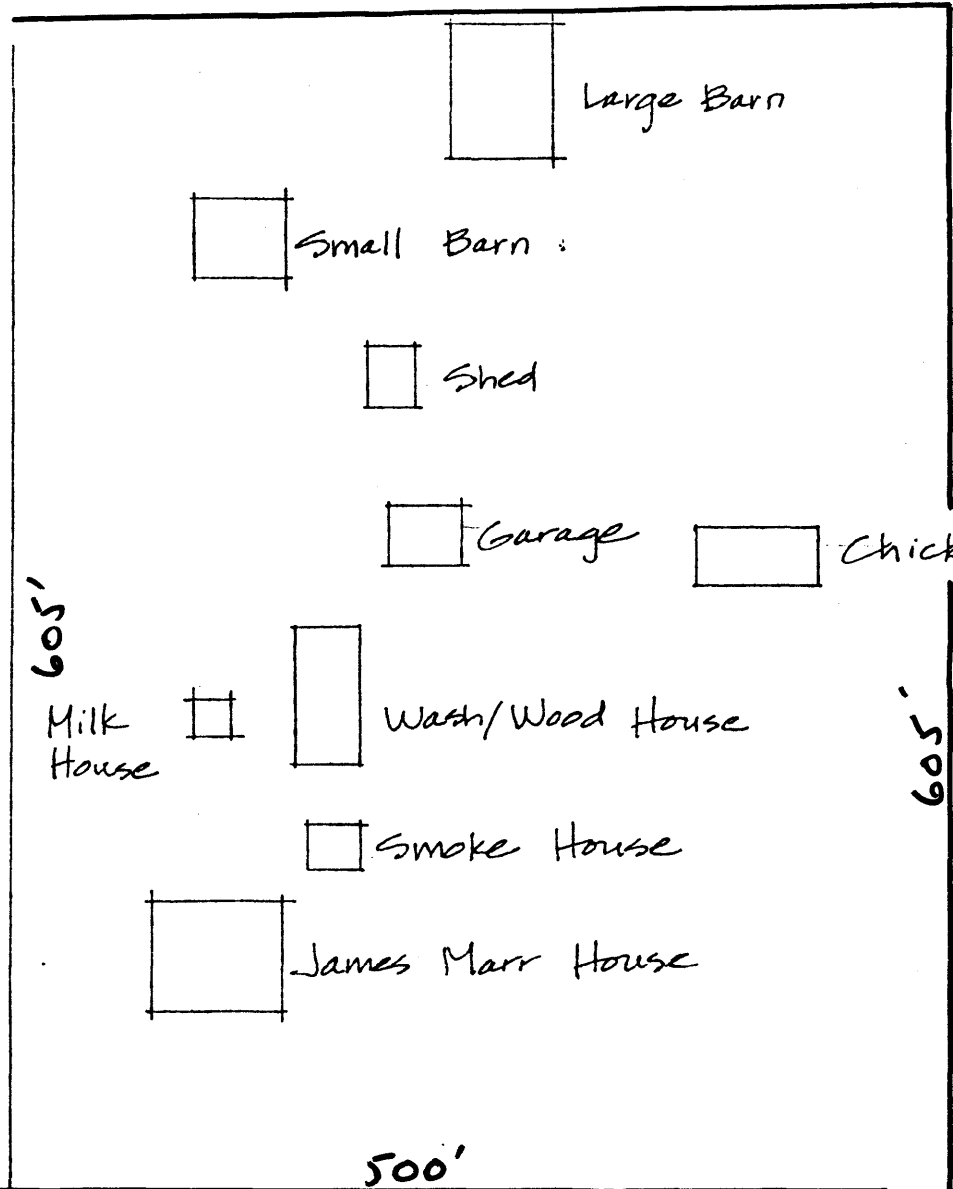 Large Barn
Small Barn
Shed
Garage
Chick
605'
Milk
House
Wash/Wood House
605'
Smoke House
James Marr House
500'